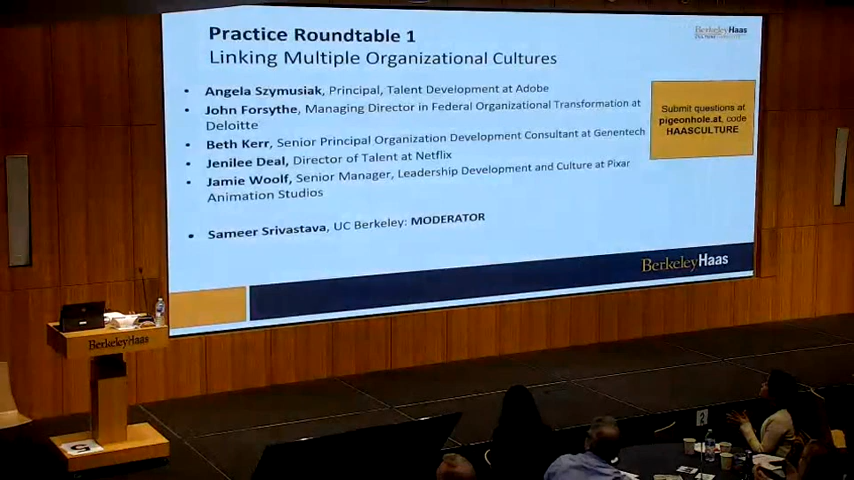 Practice Roundtable 1
Linking Multiple Organizational Cultures
BerkeleyHaas
• Angela Szymusiak, Principal, Talent Development at Adobe
• John Forsythe, Managing Director in Federal Organizational Transformation at
Deloitte
• Beth Kerr, Senior Principal Organization Development Consultant at Genentech
• Jenilee Deal, Director of Talent at Netflix
• Jamie Woolf, Senior Manager, Leadership Development and Culture at Pixar
Animation Studios
• Sameer Srivastava, UC Berkeley: MODERATOR
Submit questions at
pigeonhole.at, code
HAASCULTURE
BerkeleyHaas
BerkeleyHaas
2